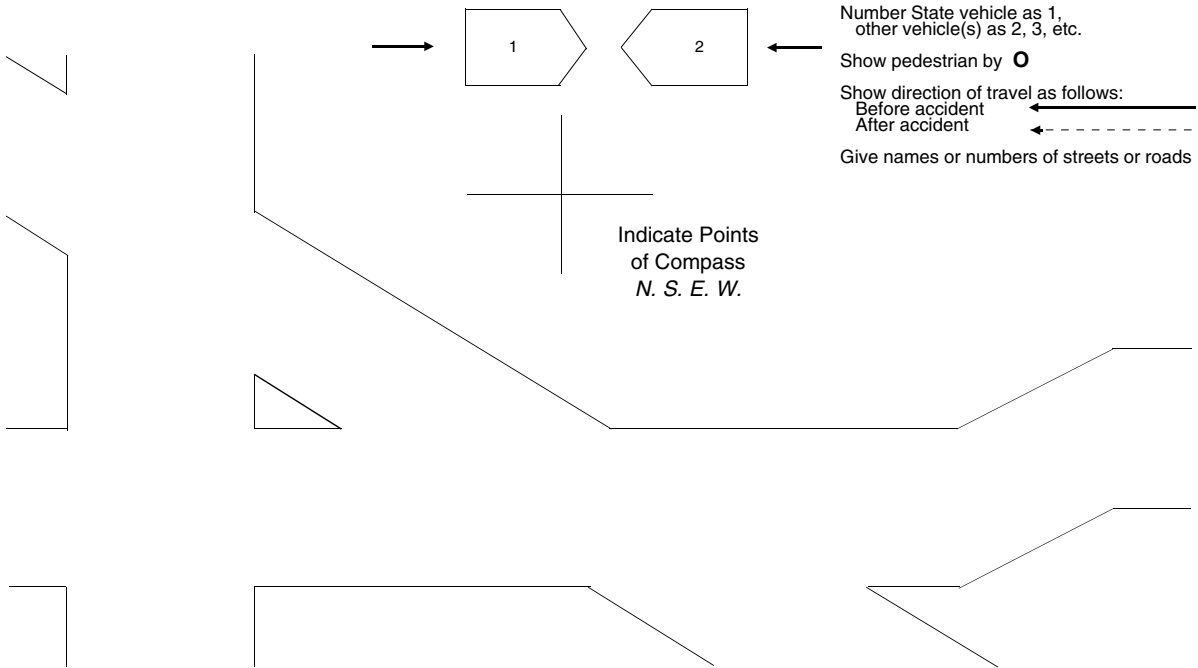 1
2
Number State vehicle as 1,
other vehicle(s) as 2, 3, etc.
Show pedestrian by O
Show direction of travel as follows:
Before accident
After accident
Give names or numbers of streets or roads
Indicate Points
of Compass
N. S. E. W.